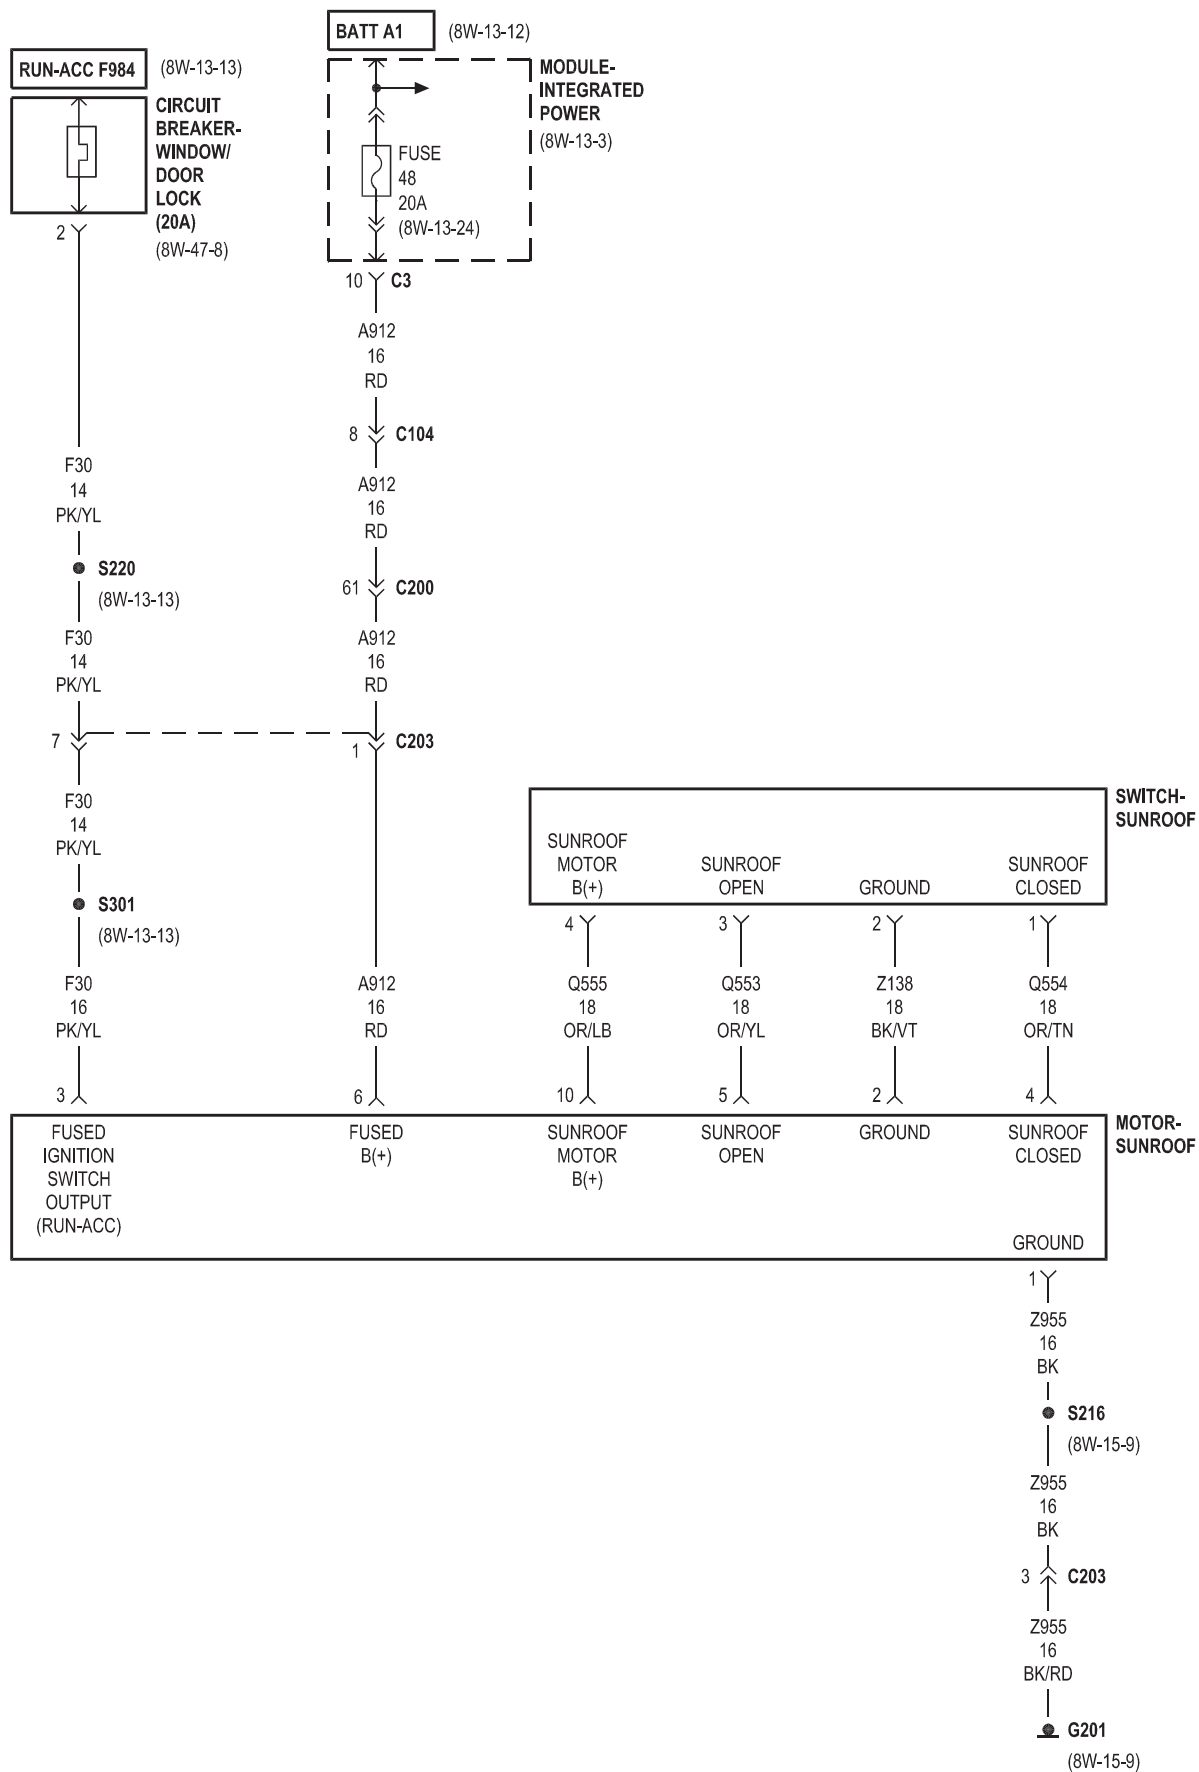 BATT A1 (8W-13-12)
RUN-ACC F984 (8W-13-13)
CIRCUIT
BREAKER-
WINDOW/
DOOR
LOCK
(20A)
(8W-47-8)
MODULE-
INTEGRATED
POWER
(8W-13-3)
FUSE
48
20A
(8W-13-24)
2
10 C3
A912
16
RD
8 C104
F30
14
PK/YL
A912
16
RD
S220
(8W-13-13)
61 C200
F30
14
PK/YL
A912
16
RD
7
1 C203
F30
14
PK/YL
S301
(8W-13-13)
SWITCH-
SUNROOF
SUNROOF
MOTOR
B(+)
SUNROOF
OPEN
GROUND
SUNROOF
CLOSED
4 3 2 1
F30
16
PK/YL
A912
16
RD
Q555
18
OR/LB
Q553
18
OR/YL
Z138
18
BK/VT
Q554
18
OR/TN
3 6 10 5 2 4
MOTOR-
SUNROOF
FUSED
IGNITION
SWITCH
OUTPUT
(RUN-ACC)
FUSED
B(+)
SUNROOF
MOTOR
B(+)
SUNROOF
OPEN
GROUND
SUNROOF
CLOSED
GROUND
1
Z955
16
BK
S216
(8W-15-9)
Z955
16
BK
3 C203
Z955
16
BK/RD
G201
(8W-15-9)